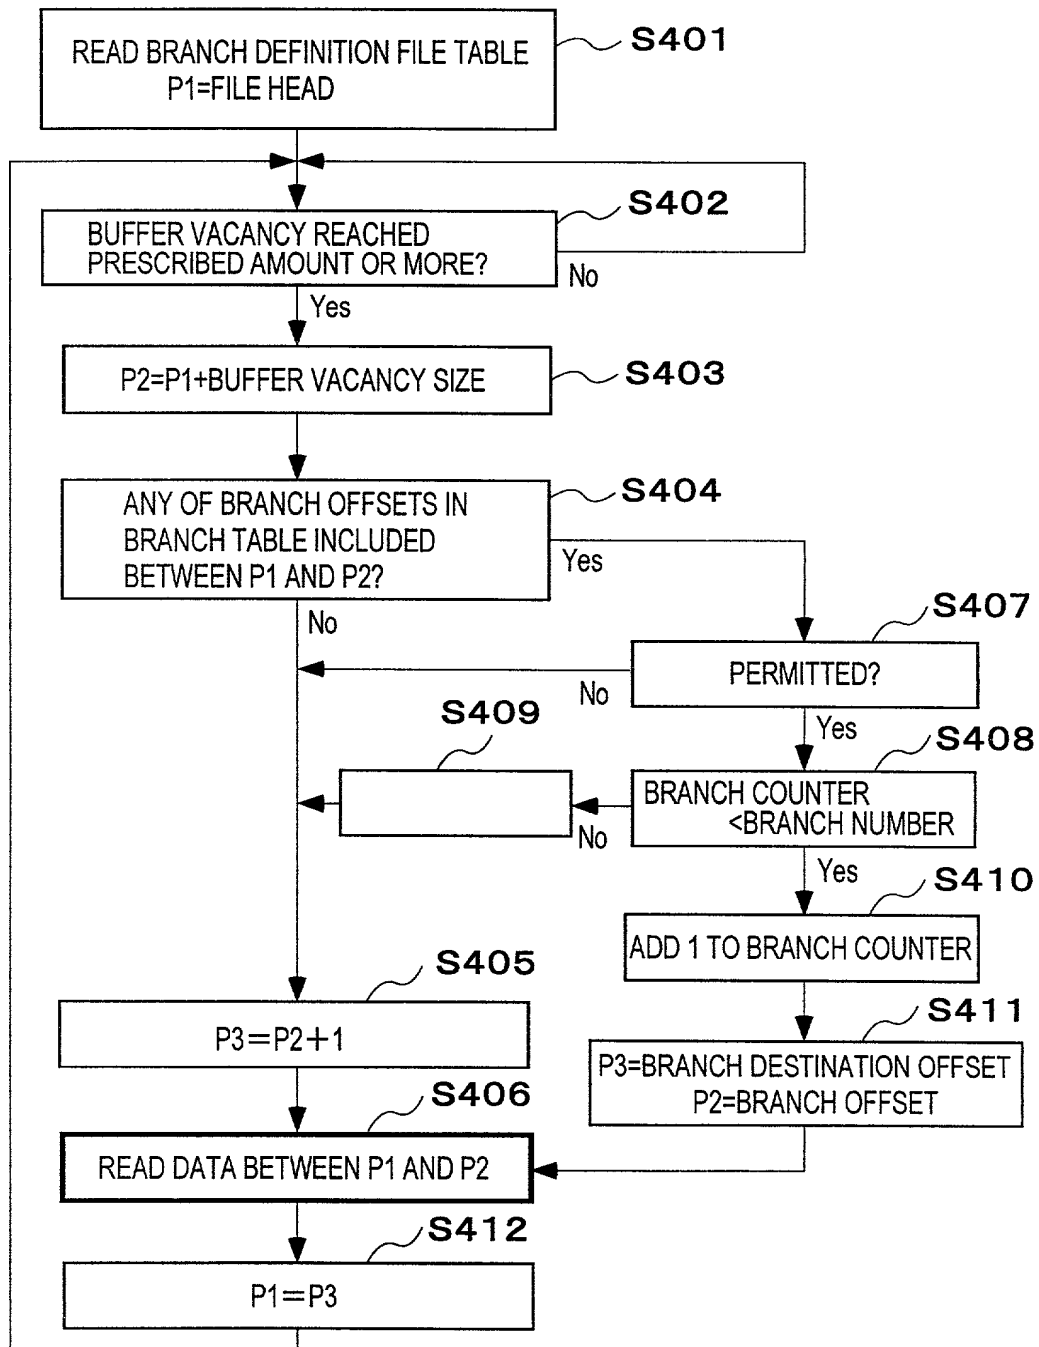 READ BRANCH DEFINITION FILE TABLE
P1=FILE HEAD
S401
BUFFER VACANCY REACHED
PRESCRIBED AMOUNT OR MORE?
S402
No
Yes
P2=P1+BUFFER VACANCY SIZE
S403
ANY OF BRANCH OFFSETS IN
BRANCH TABLE INCLUDED
BETWEEN P1 AND P2?
S404
Yes
No
S407
PERMITTED?
No
Yes
S409
S408
BRANCH COUNTER
<BRANCH NUMBER
No
Yes
S410
ADD 1 TO BRANCH COUNTER
S405
P3=P2+1
S411
P3=BRANCH DESTINATION OFFSET
P2=BRANCH OFFSET
S406
READ DATA BETWEEN P1 AND P2
S412
P1=P3